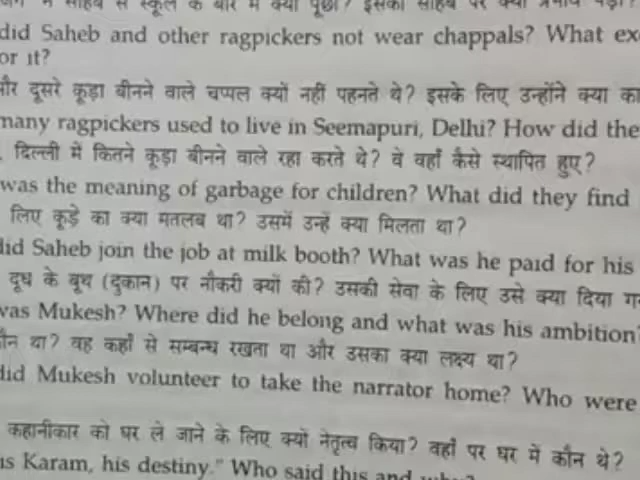 ने साहेब से स्कूल के बारे में क्या पूछा? इसका साहेब पर क्या प्रभाव पड़ा?
did Saheb and other ragpickers not wear chappals? What ex
or it?
और दूसरे कूड़ा बीनने वाले चप्पल क्यों नहीं पहनते थे? इसके लिए उन्होंने क्या का
many ragpickers used to live in Seemapuri, Delhi? How did the
, दिल्ली में कितने कूड़ा बीनने वाले रहा करते थे? वे वहाँ कैसे स्थापित हुए?
was the meaning of garbage for children? What did they find
लिए कूड़े का क्या मतलब था? उसमें उन्हें क्या मिलता था?
did Saheb join the job at milk booth? What was he paid for his
दूध के बूथ (दुकान) पर नौकरी क्यों की? उसकी सेवा के लिए उसे क्या दिया ग
was Mukesh? Where did he belong and what was his ambition?
कौन था? वह कहाँ से सम्बन्ध रखता था और उसका क्या लक्ष्य था?
did Mukesh volunteer to take the narrator home? Who were
कहानीकार को घर ले जाने के लिए क्यों नेतृत्व किया? वहाँ पर घर में कौन थे?
is Karam, his destiny." Who said this and why?